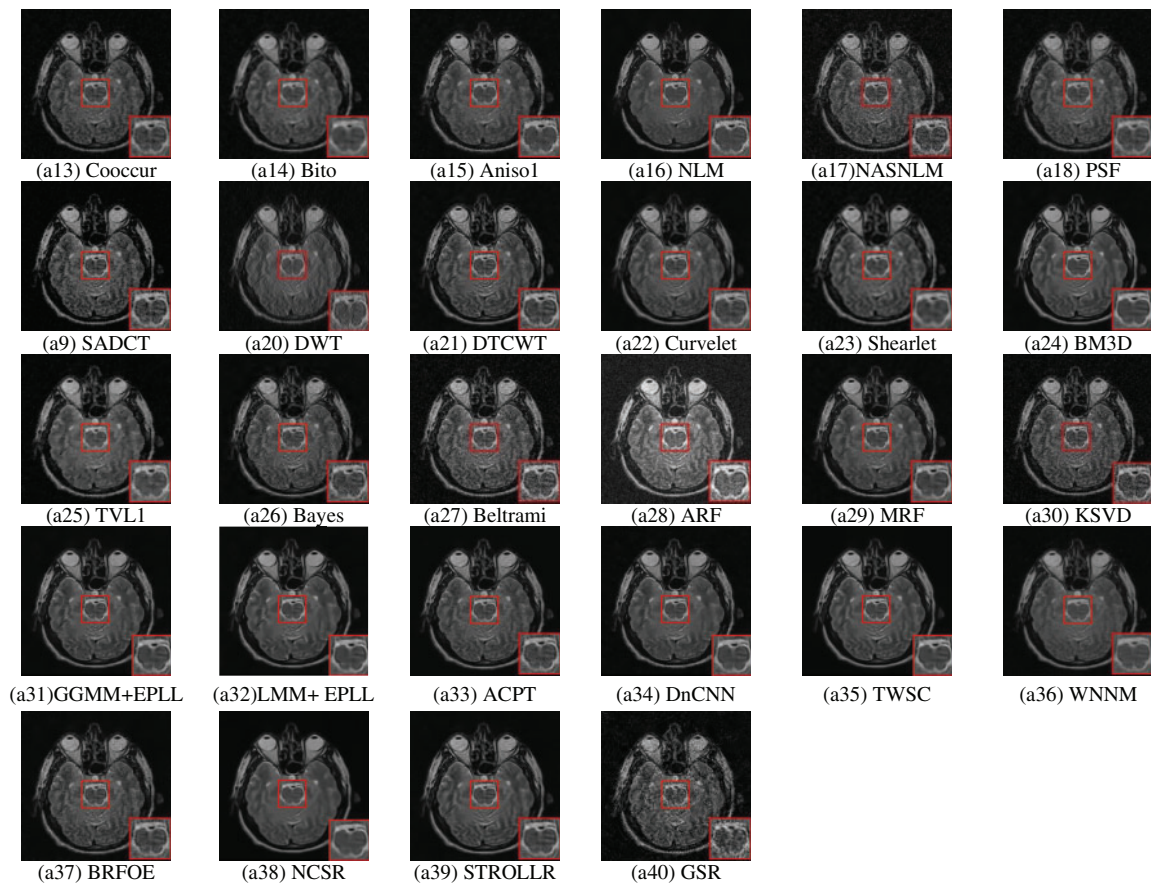 (a13) Cooccur (a14) Bito (a15) Aniso1 (a16) NLM (a17)NASNLM (a18) PSF
(a9) SADCT (a20) DWT (a21) DTCWT (a22) Curvelet (a23) Shearlet (a24) BM3D
(a25) TVL1 (a26) Bayes (a27) Beltrami (a28) ARF (a29) MRF (a30) KSVD
(a31)GGMM+EPLL (a32)LMM+ EPLL (a33) ACPT (a34) DnCNN (a35) TWSC (a36) WNNM
(a37) BRFOE (a38) NCSR (a39) STROLLR (a40) GSR